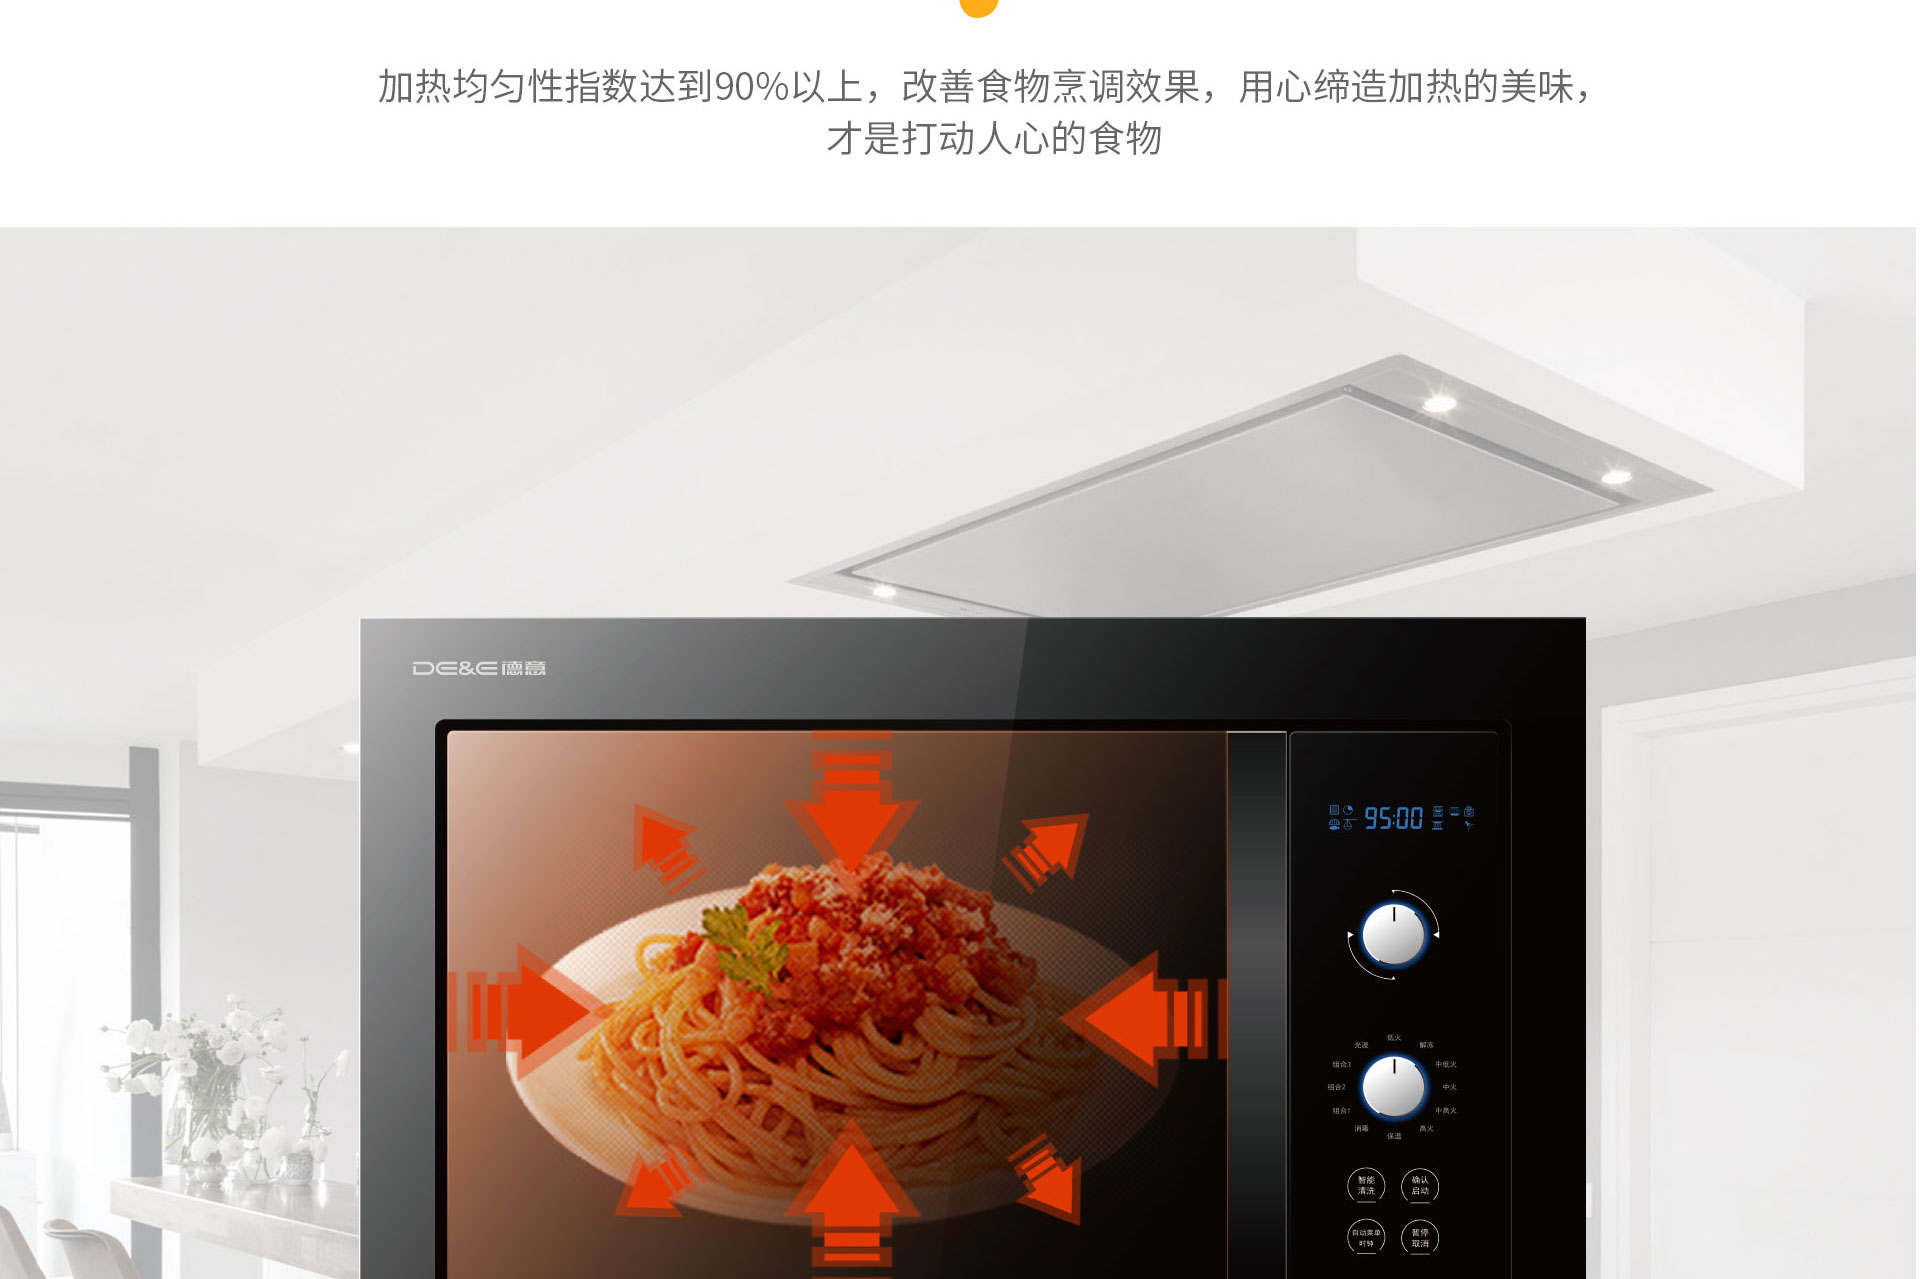 加热均匀性指数达到90%以上，改善食物烹调效果，用心缔造加热的美味，
才是打动人心的食物
DE&E德意
95:00
低火
光波
解冻
组合3
中低火
组合2
中火
组合1
中高火
消毒
高火
保温
智能
清洗
确认
启动
自动菜单
时钟
暂停
取消